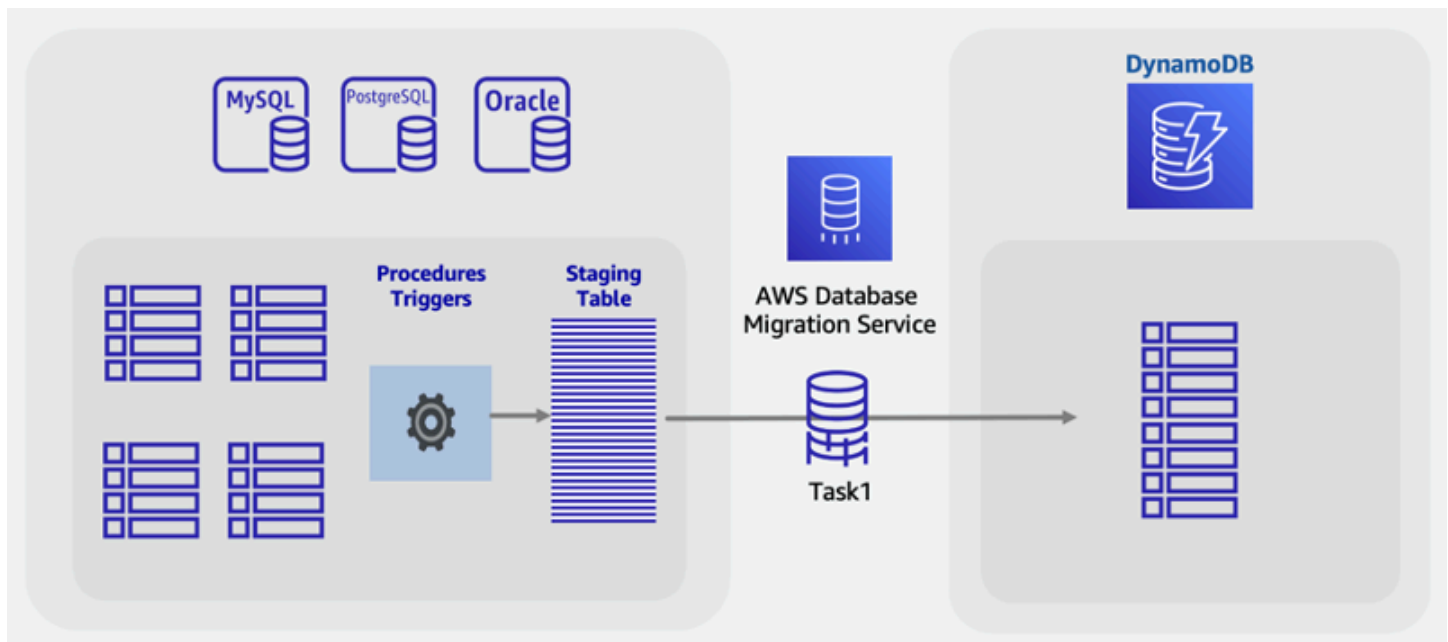 MySQL
PostgreSQL
Oracle
DynamoDB
Procedures
Triggers
Staging
Table
AWS Database
Migration Service
Task1